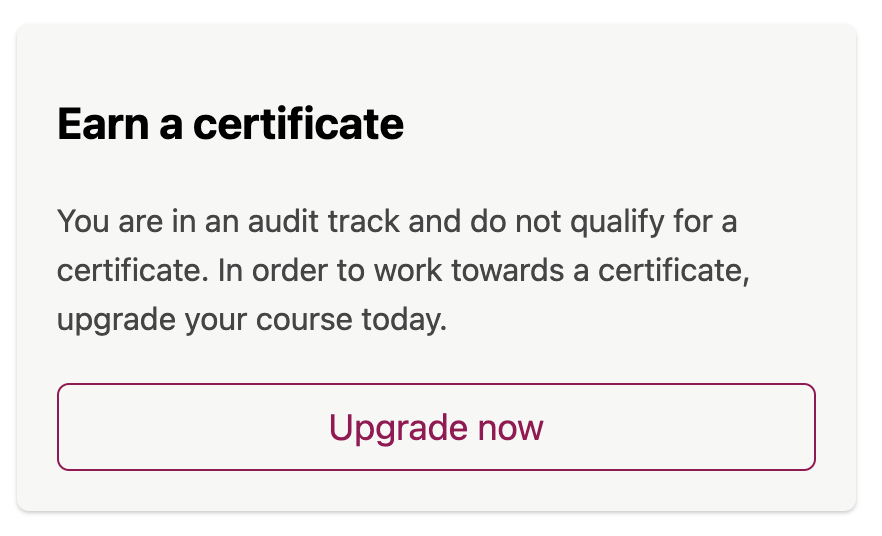 Earn a certificate
You are in an audit track and do not qualify for a
certificate. In order to work towards a certificate,
upgrade your course today.
Upgrade now